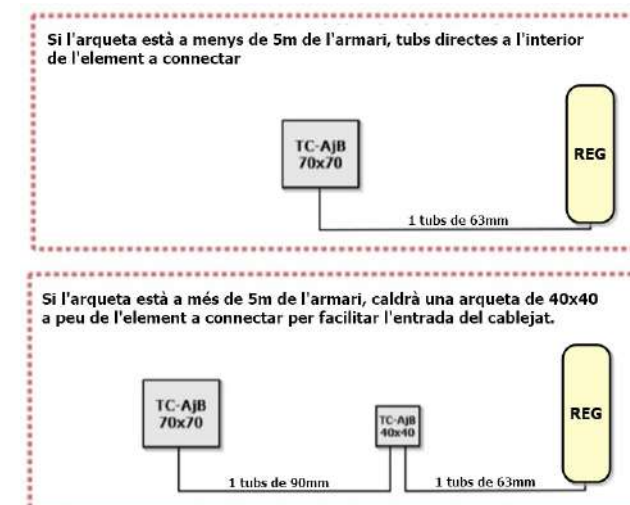 Si l'arqueta està a menys de 5m de l'armari, tubs directes a l'interior
de l'element a connectar
TC-AjB
70x70
REG
1 tubs de 63mm
Si l'arqueta està a més de 5m de l'armari, caldrà una arqueta de 40x40
a peu de l'element a connectar per facilitar l'entrada del cablejat.
TC-AjB
70x70
TC-AjB
40x40
REG
1 tubs de 90mm
1 tubs de 63mm